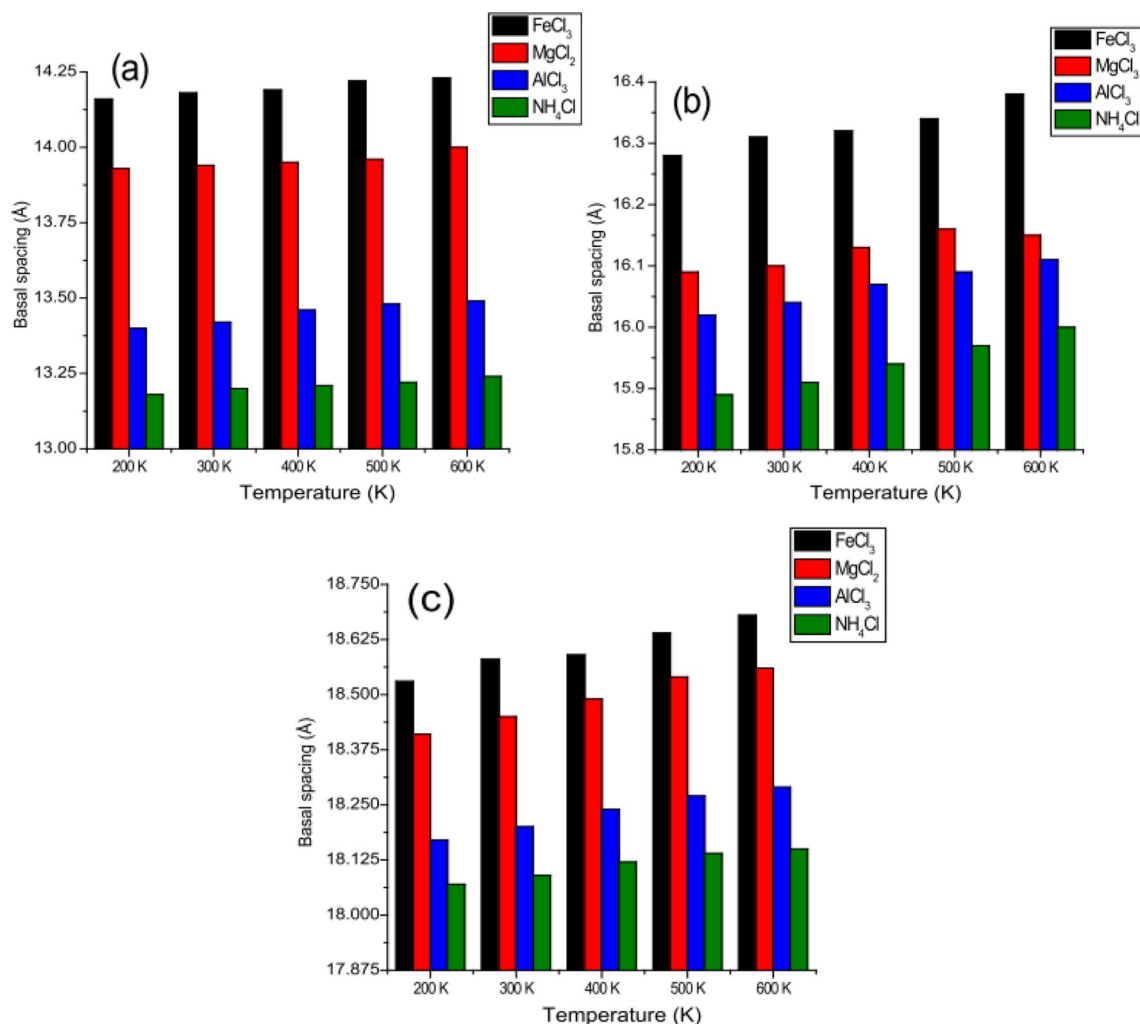 (a)
FeCl₃
MgCl₂
AlCl₃
NH₄Cl
14.25
14.00
13.75
13.50
13.25
13.00
Basal spacing (Å)
200 K 300 K 400 K 500 K 600 K
Temperature (K)
(b)
FeCl₃
MgCl₃
AlCl₃
NH₄Cl
16.4
16.3
16.2
16.1
16.0
15.9
15.8
Basal spacing (Å)
200 K 300 K 400 K 500 K 600 K
Temperature (K)
(c)
FeCl₃
MgCl₂
AlCl₃
NH₄Cl
18.750
18.625
18.500
18.375
18.250
18.125
18.000
17.875
Basal spacing (Å)
200 K 300 K 400 K 500 K 600 K
Temperature (K)